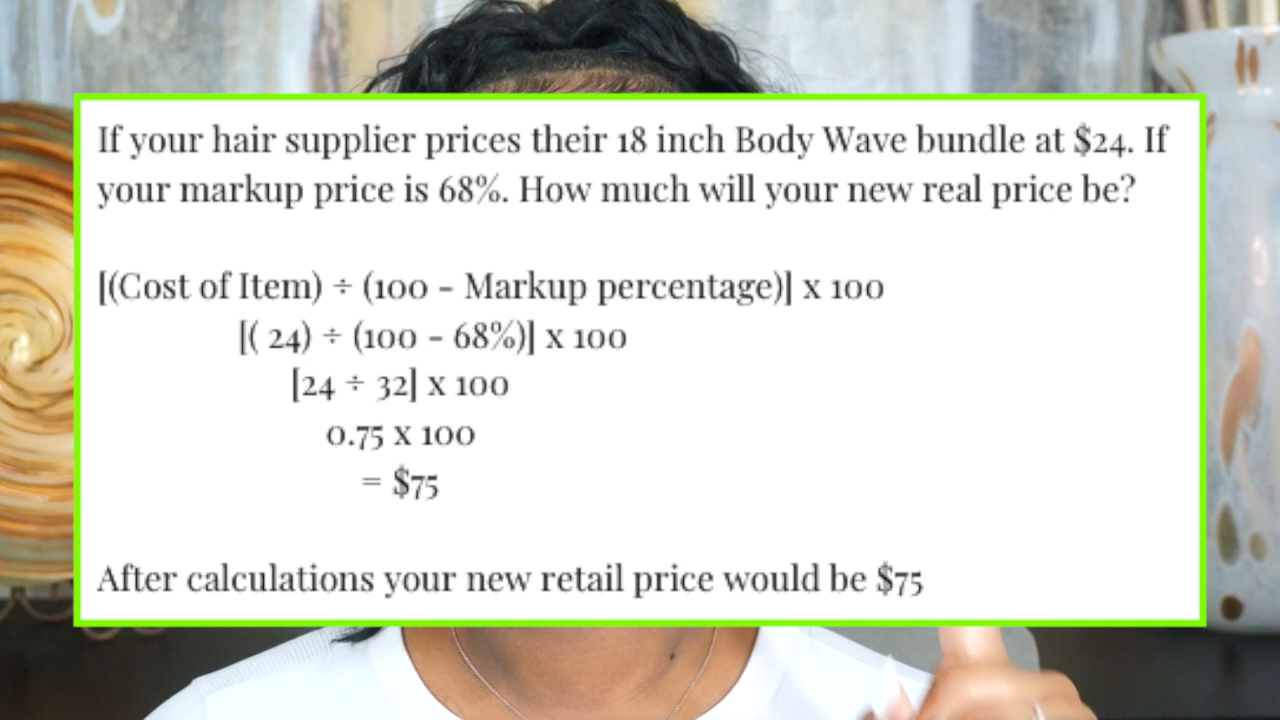 If your hair supplier prices their 18 inch Body Wave bundle at $24. If
your markup price is 68%. How much will your new real price be?
[(Cost of Item) ÷ (100 - Markup percentage)] x 100
[( 24) ÷ (100 - 68%)] x 100
[24 ÷ 32] x 100
0.75 x 100
= $75
After calculations your new retail price would be $75